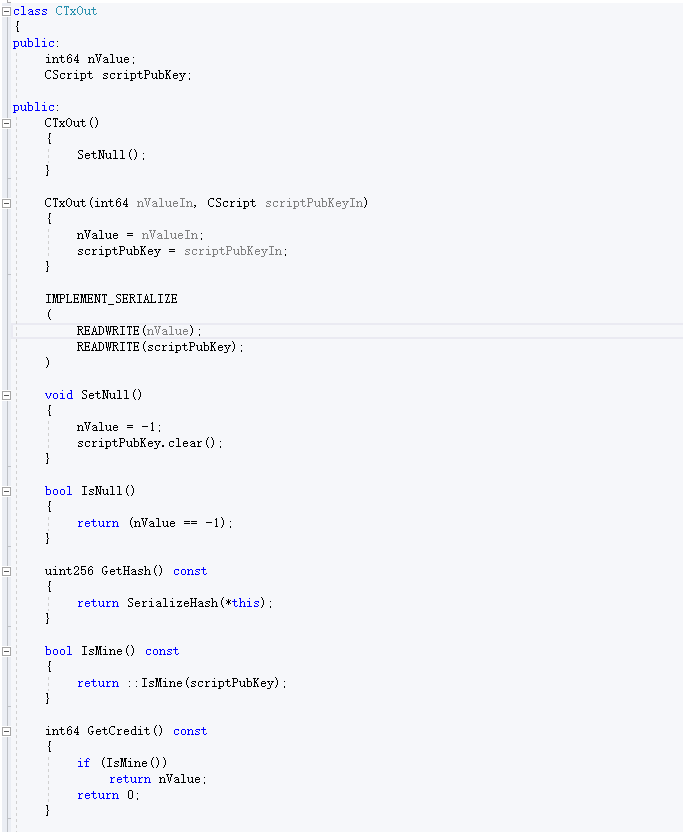 class CTxOut
{
public:
    int64 nValue;
    CScript scriptPubKey;

public:
    CTxOut()
    {
        SetNull();
    }

    CTxOut(int64 nValueIn, CScript scriptPubKeyIn)
    {
        nValue = nValueIn;
        scriptPubKey = scriptPubKeyIn;
    }

    IMPLEMENT_SERIALIZE
    (
        READWRITE(nValue);
        READWRITE(scriptPubKey);
    )

    void SetNull()
    {
        nValue = -1;
        scriptPubKey.clear();
    }

    bool IsNull()
    {
        return (nValue == -1);
    }

    uint256 GetHash() const
    {
        return SerializeHash(*this);
    }

    bool IsMine() const
    {
        return ::IsMine(scriptPubKey);
    }

    int64 GetCredit() const
    {
        if (IsMine())
            return nValue;
        return 0;
    }